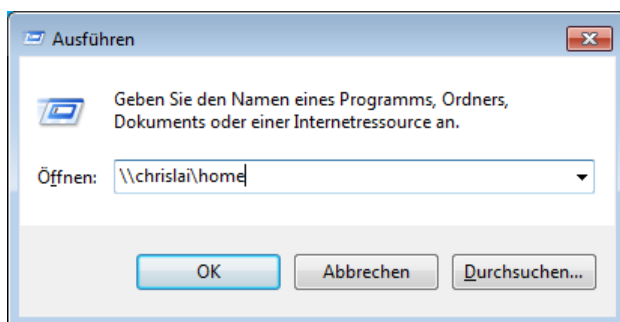 Ausführen
Geben Sie den Namen eines Programms, Ordners,
Dokuments oder einer Internetressource an.
Öffnen: \\chrislai\home
OK Abbrechen Durchsuchen...